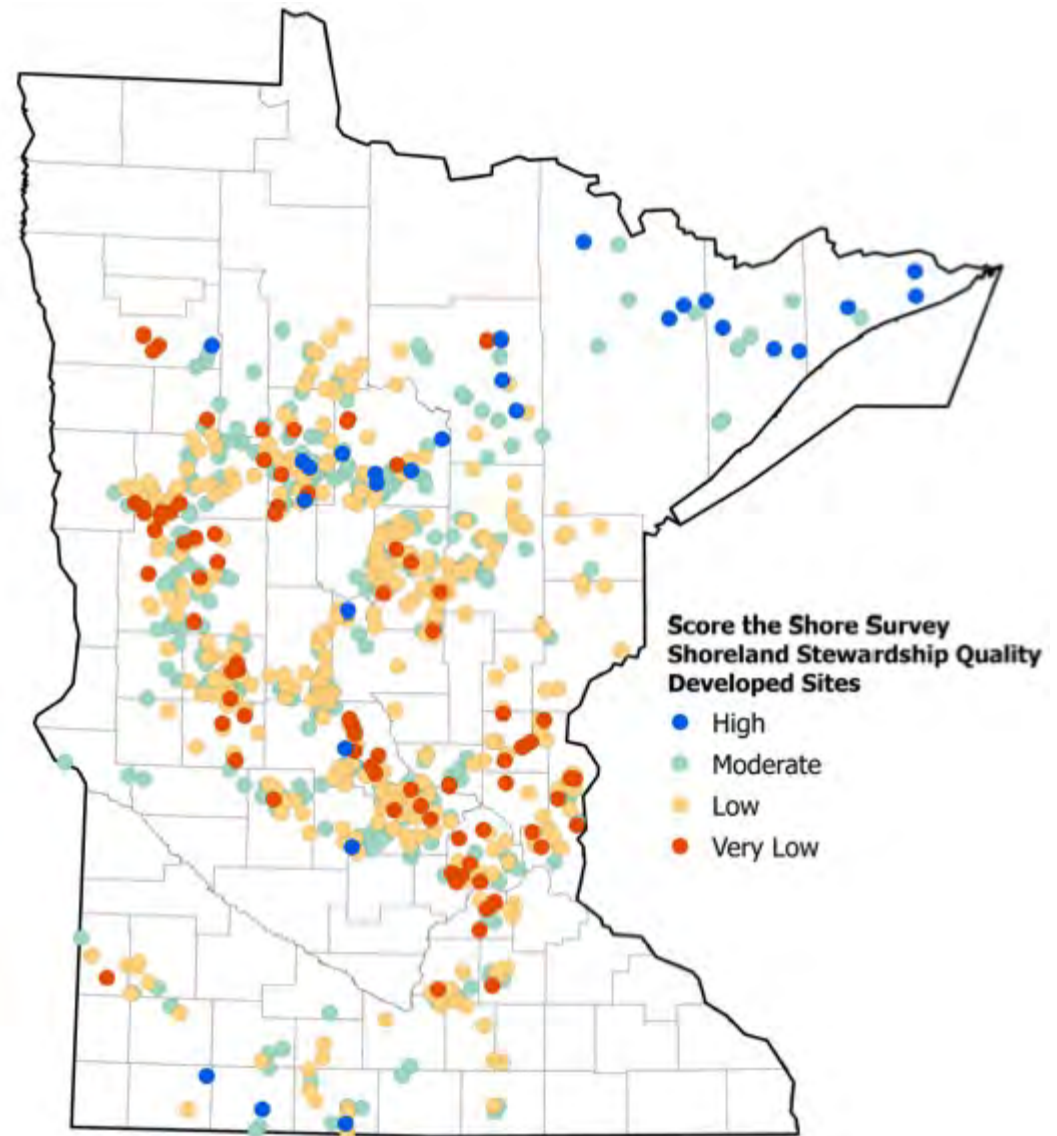 Score the Shore Survey
Shoreland Stewardship Quality
Developed Sites
High
Moderate
Low
Very Low